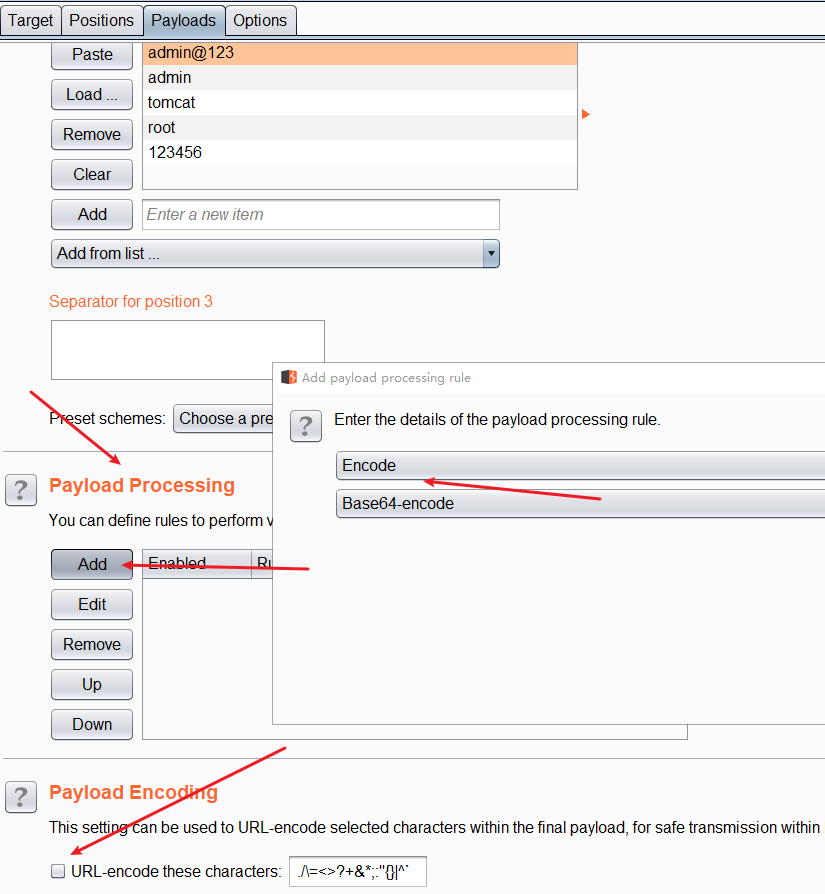 Target Positions Payloads Options
Paste admin@123
admin
Load ... tomcat
Remove root
123456
Clear
Add Enter a new item
Add from list ...
Separator for position 3
Add payload processing rule
? Enter the details of the payload processing rule.
Preset schemes: Choose a pre
Encode
? Payload Processing
Base64-encode
You can define rules to perform v
Add Enabled Ru
Edit
Remove
Up
Down
? Payload Encoding
This setting can be used to URL-encode selected characters within the final payload, for safe transmission within
URL-encode these characters: ./\=<>?+&*;:"{}|^`